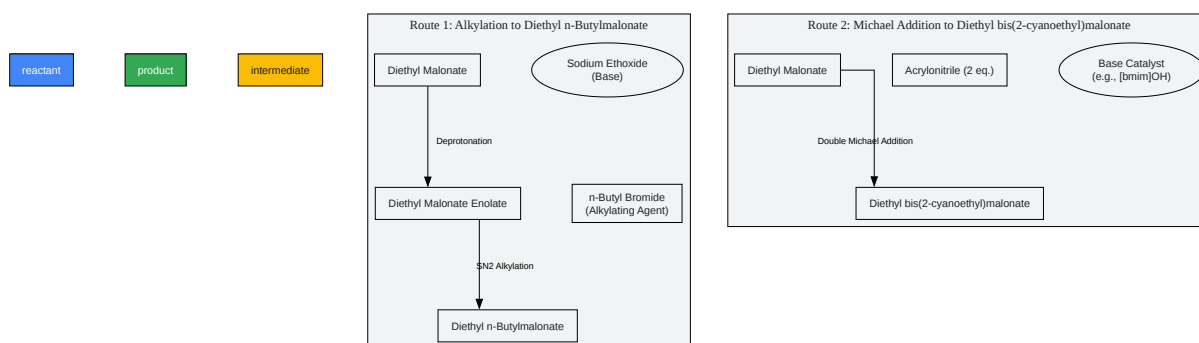 reactant
product
intermediate
Route 1: Alkylation to Diethyl n-Butylmalonate
Diethyl Malonate
Sodium Ethoxide
(Base)
Deprotonation
Diethyl Malonate Enolate
n-Butyl Bromide
(Alkylating Agent)
SN2 Alkylation
Diethyl n-Butylmalonate
Route 2: Michael Addition to Diethyl bis(2-cyanoethyl)malonate
Diethyl Malonate
Acrylonitrile (2 eq.)
Base Catalyst
(e.g., [bmim]OH)
Double Michael Addition
Diethyl bis(2-cyanoethyl)malonate